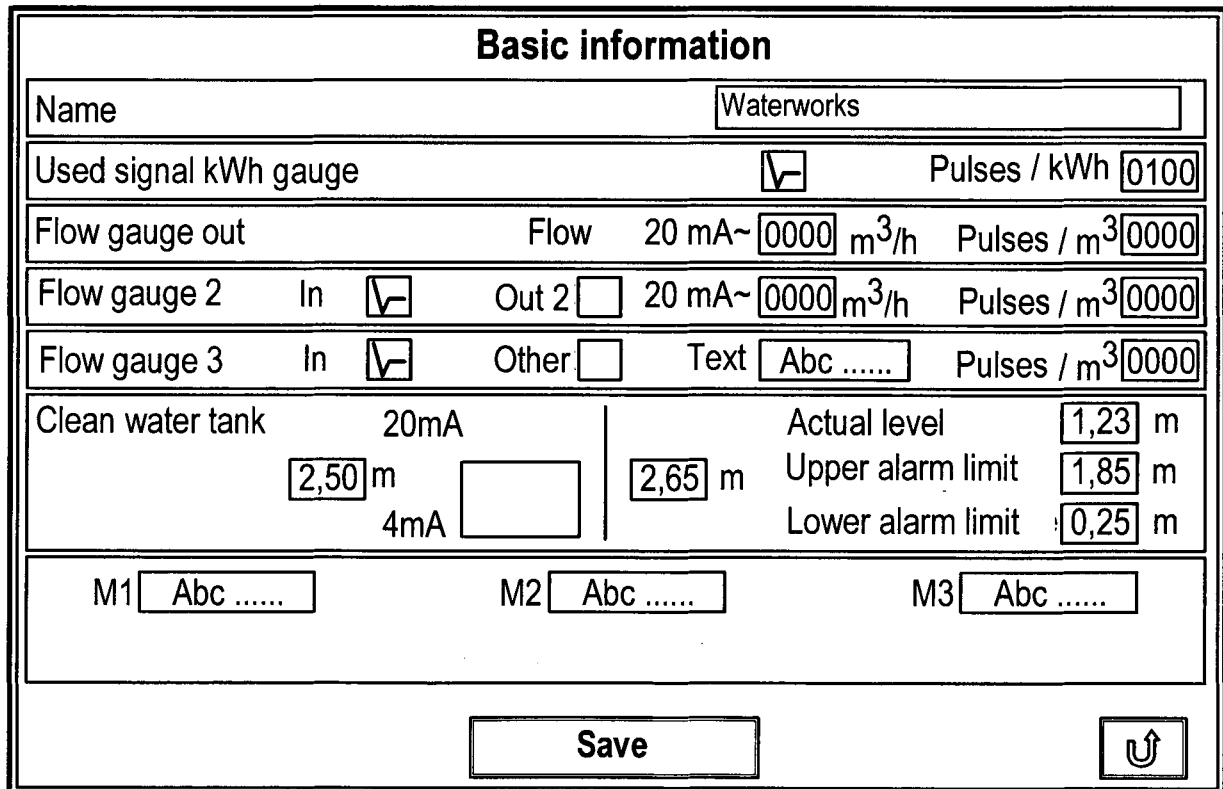 Basic information
Name Waterworks
Used signal kWh gauge Pulses / kWh 0100
Flow gauge out Flow 20 mA~ 0000 m³/h Pulses / m³ 0000
Flow gauge 2 In Out 2 20 mA~ 0000 m³/h Pulses / m³ 0000
Flow gauge 3 In Other Text Abc ...... Pulses / m³ 0000
Clean water tank 20mA Actual level 1,23 m
2,50 m 2,65 m Upper alarm limit 1,85 m
4mA Lower alarm limit 0,25 m
M1 Abc ...... M2 Abc ...... M3 Abc ......
Save